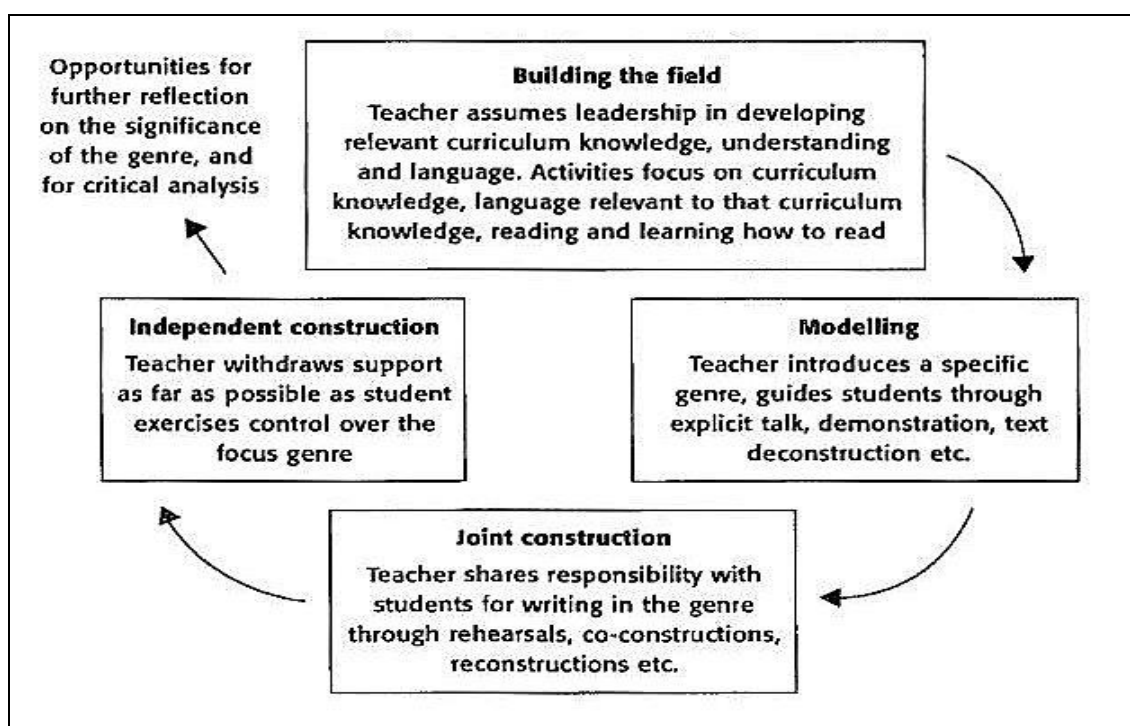 Opportunities for
further reflection
on the significance
of the genre, and
for critical analysis
Building the field
Teacher assumes leadership in developing
relevant curriculum knowledge, understanding
and language. Activities focus on curriculum
knowledge, language relevant to that curriculum
knowledge, reading and learning how to read
Modelling
Teacher introduces a specific
genre, guides students through
explicit talk, demonstration, text
deconstruction etc.
Joint construction
Teacher shares responsibility with
students for writing in the genre
through rehearsals, co-constructions,
reconstructions etc.
Independent construction
Teacher withdraws support
as far as possible as student
exercises control over the
focus genre